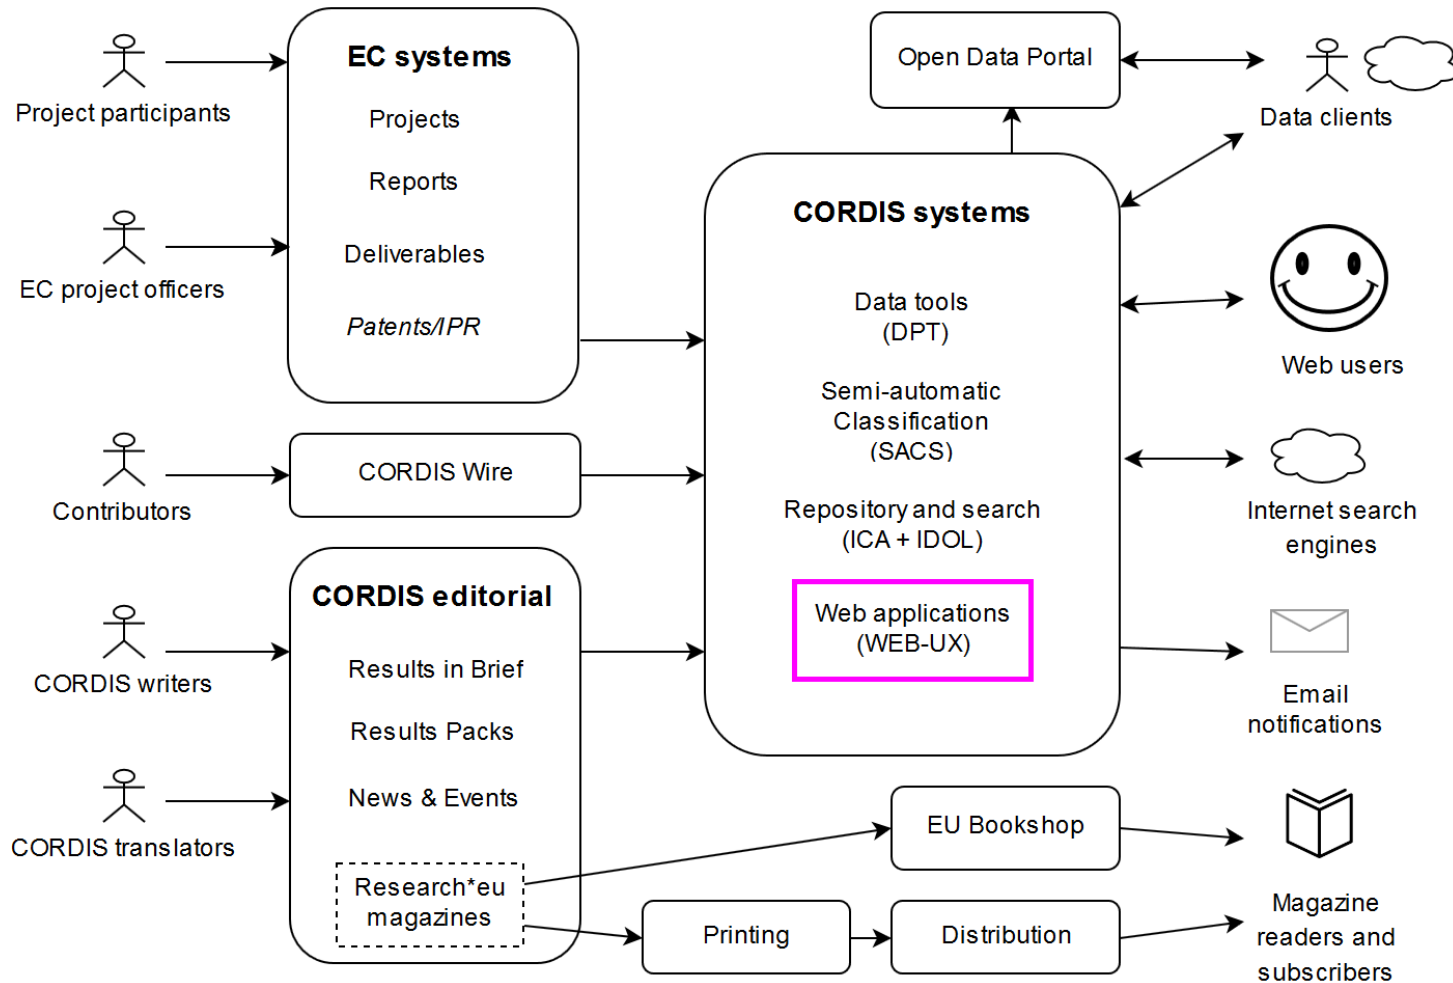 Project participants
EC project officers
Contributors
CORDIS writers
CORDIS translators
EC systems
Projects
Reports
Deliverables
Patents/IPR
CORDIS Wire
CORDIS editorial
Results in Brief
Results Packs
News & Events
Research*eu
magazines
CORDIS systems
Data tools
(DPT)
Semi-automatic
Classification
(SACS)
Repository and search
(ICA + IDOL)
Web applications
(WEB-UX)
Open Data Portal
EU Bookshop
Printing
Distribution
Data clients
Web users
Internet search
engines
Email
notifications
Magazine
readers and
subscribers